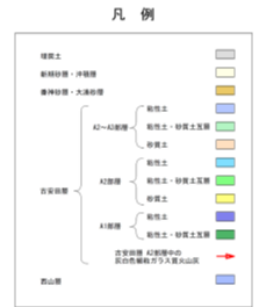 凡 例
埋戻土
新期砂層・沖積層
番神砂層・大湊砂層
古安田層
A2～A3部層
粘性土
粘性土・砂質土互層
砂質土
A2部層
粘性土
粘性土・砂質土互層
砂質土
A1部層
粘性土
粘性土・砂質土互層
古安田層 A2部層中の
灰白色細粒ガラス質火山灰
西山層